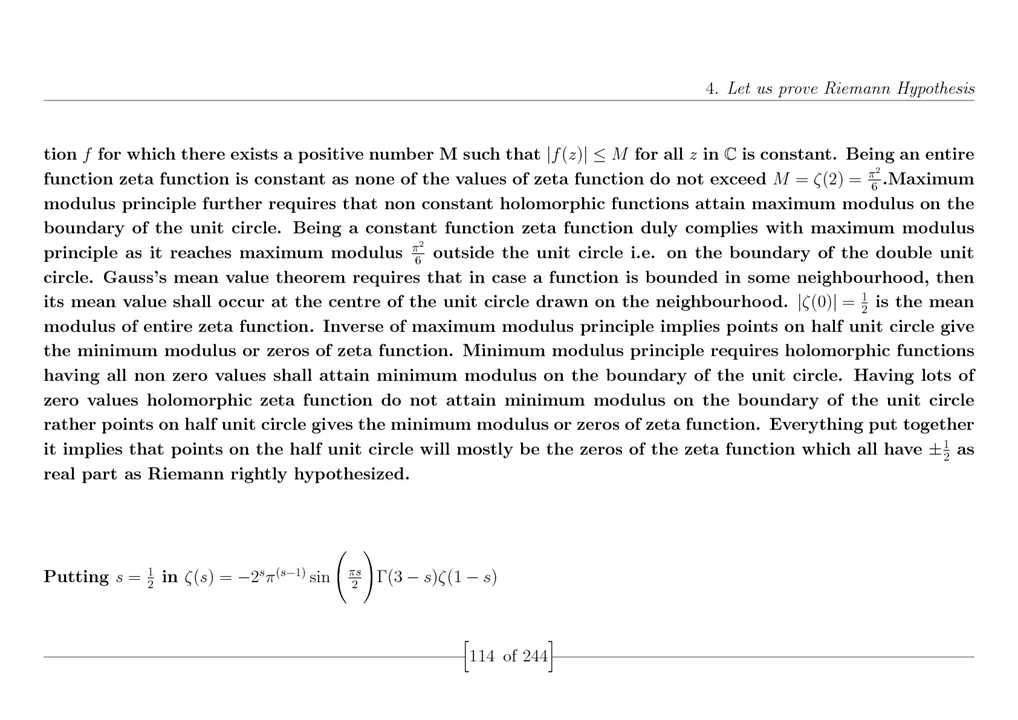 4. Let us prove Riemann Hypothesis
tion f for which there exists a positive number M such that |f(z)| ≤ M for all z in ℂ is constant. Being an entire
function zeta function is constant as none of the values of zeta function do not exceed M = ζ(2) = π²/6.Maximum
modulus principle further requires that non constant holomorphic functions attain maximum modulus on the
boundary of the unit circle. Being a constant function zeta function duly complies with maximum modulus
principle as it reaches maximum modulus π²/6 outside the unit circle i.e. on the boundary of the double unit
circle. Gauss's mean value theorem requires that in case a function is bounded in some neighbourhood, then
its mean value shall occur at the centre of the unit circle drawn on the neighbourhood. |ζ(0)| = 1/2 is the mean
modulus of entire zeta function. Inverse of maximum modulus principle implies points on half unit circle give
the minimum modulus or zeros of zeta function. Minimum modulus principle requires holomorphic functions
having all non zero values shall attain minimum modulus on the boundary of the unit circle. Having lots of
zero values holomorphic zeta function do not attain minimum modulus on the boundary of the unit circle
rather points on half unit circle gives the minimum modulus or zeros of zeta function. Everything put together
it implies that points on the half unit circle will mostly be the zeros of the zeta function which all have ±1/2 as
real part as Riemann rightly hypothesized.
Putting s = 1/2 in ζ(s) = −2^s π^(s−1) sin(πs/2)Γ(3 − s)ζ(1 − s)
[114 of 244]